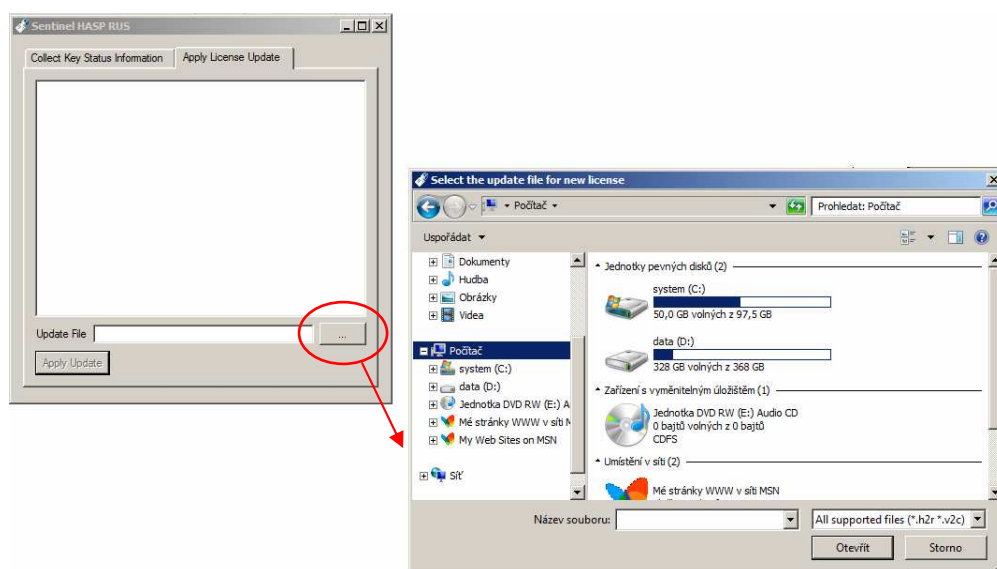 Sentinel HASP RUS
Collect Key Status Information
Apply License Update
Update File
...
Apply Update
Select the update file for new license
Počítač
Prohledat: Počítač
Uspořádat
Dokumenty
Hudba
Obrázky
Videa
Počítač
system (C:)
data (D:)
Jednotka DVD RW (E:) A
Mé stránky WWW v síti M
My Web Sites on MSN
Síť
Jednotky pevných disků (2)
system (C:)
50,0 GB volných z 97,5 GB
data (D:)
328 GB volných z 368 GB
Zařízení s vyměnitelným úložištěm (1)
Jednotka DVD RW (E:) Audio CD
0 bajtů volných z 0 bajtů
CDFS
Umístění v síti (2)
Mé stránky WWW v síti MSN
Název souboru:
All supported files (*.h2r *.v2c)
Otevřít
Storno